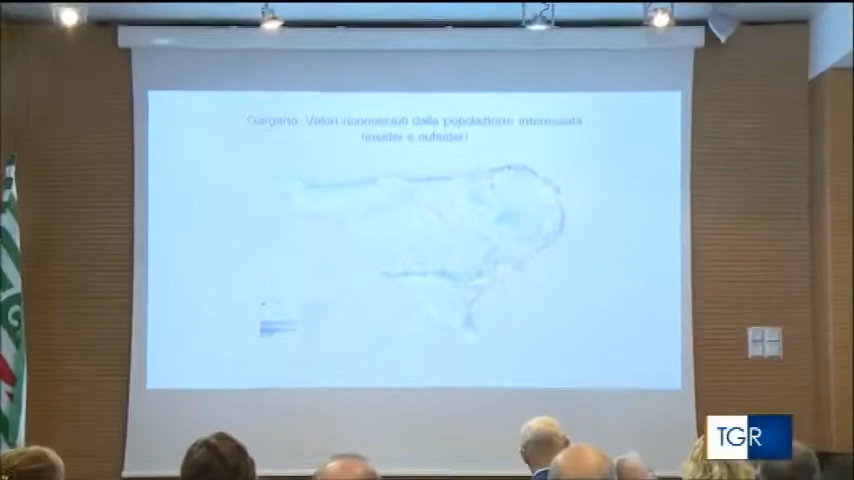 Gargano. Valori riconosciuti dalla popolazione interessata
(insider e outsider)
TGR